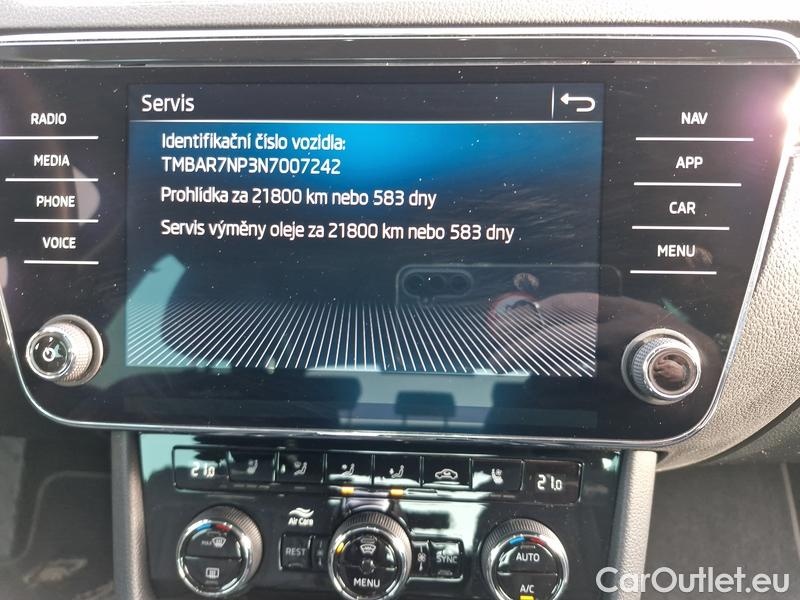 Servis
Identifikační číslo vozidla:
TMBAR7NP3N7007242
Prohlídka za 21800 km nebo 583 dny
Servis výměny oleje za 21800 km nebo 583 dny
RADIO
MEDIA
PHONE
VOICE
NAV
APP
CAR
MENU
21.0
21.0
Air Care
MAX
REST
MENU
SYNC
AUTO
A/C
CarOutlet.eu